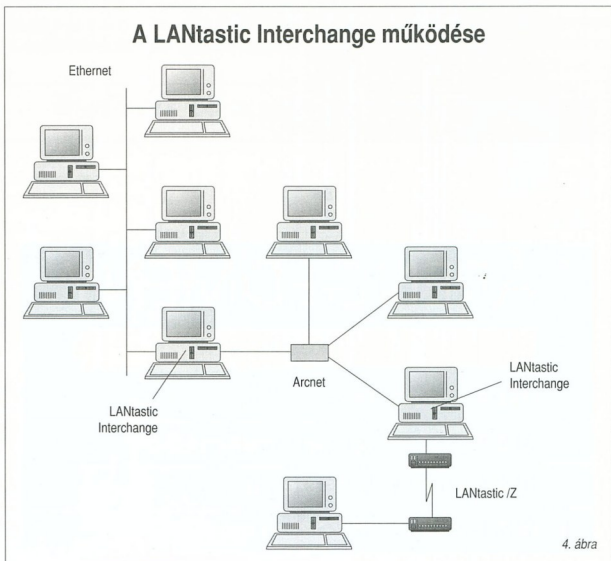 A LANtastic Interchange működése
Ethernet
LANtastic
Interchange
Arcnet
LANtastic
Interchange
LANtastic /Z
4. ábra